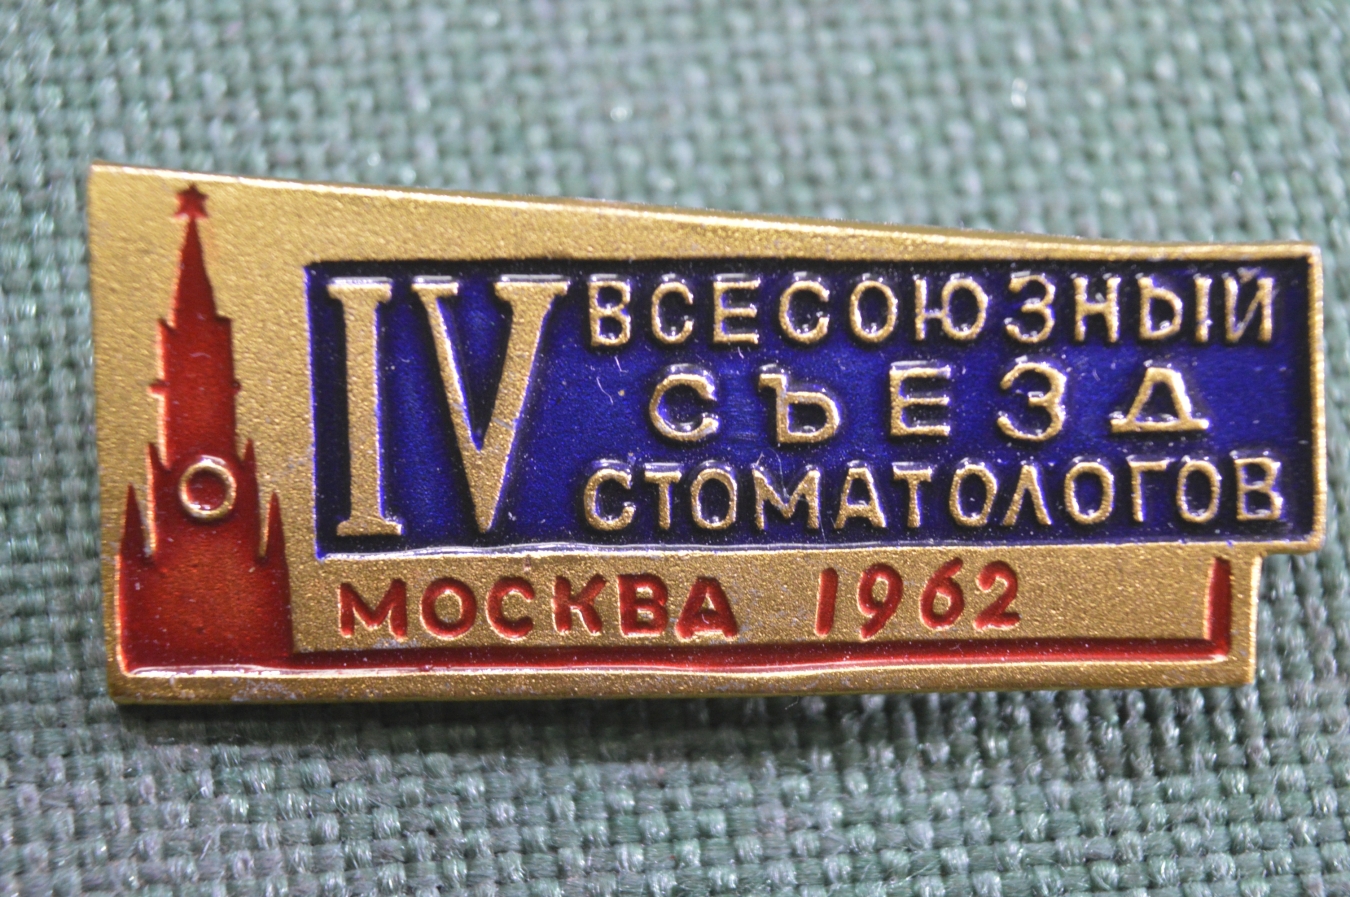 IV ВСЕСОЮЗНЫЙ
СЪЕЗД
СТОМАТОЛОГОВ
МОСКВА 1962